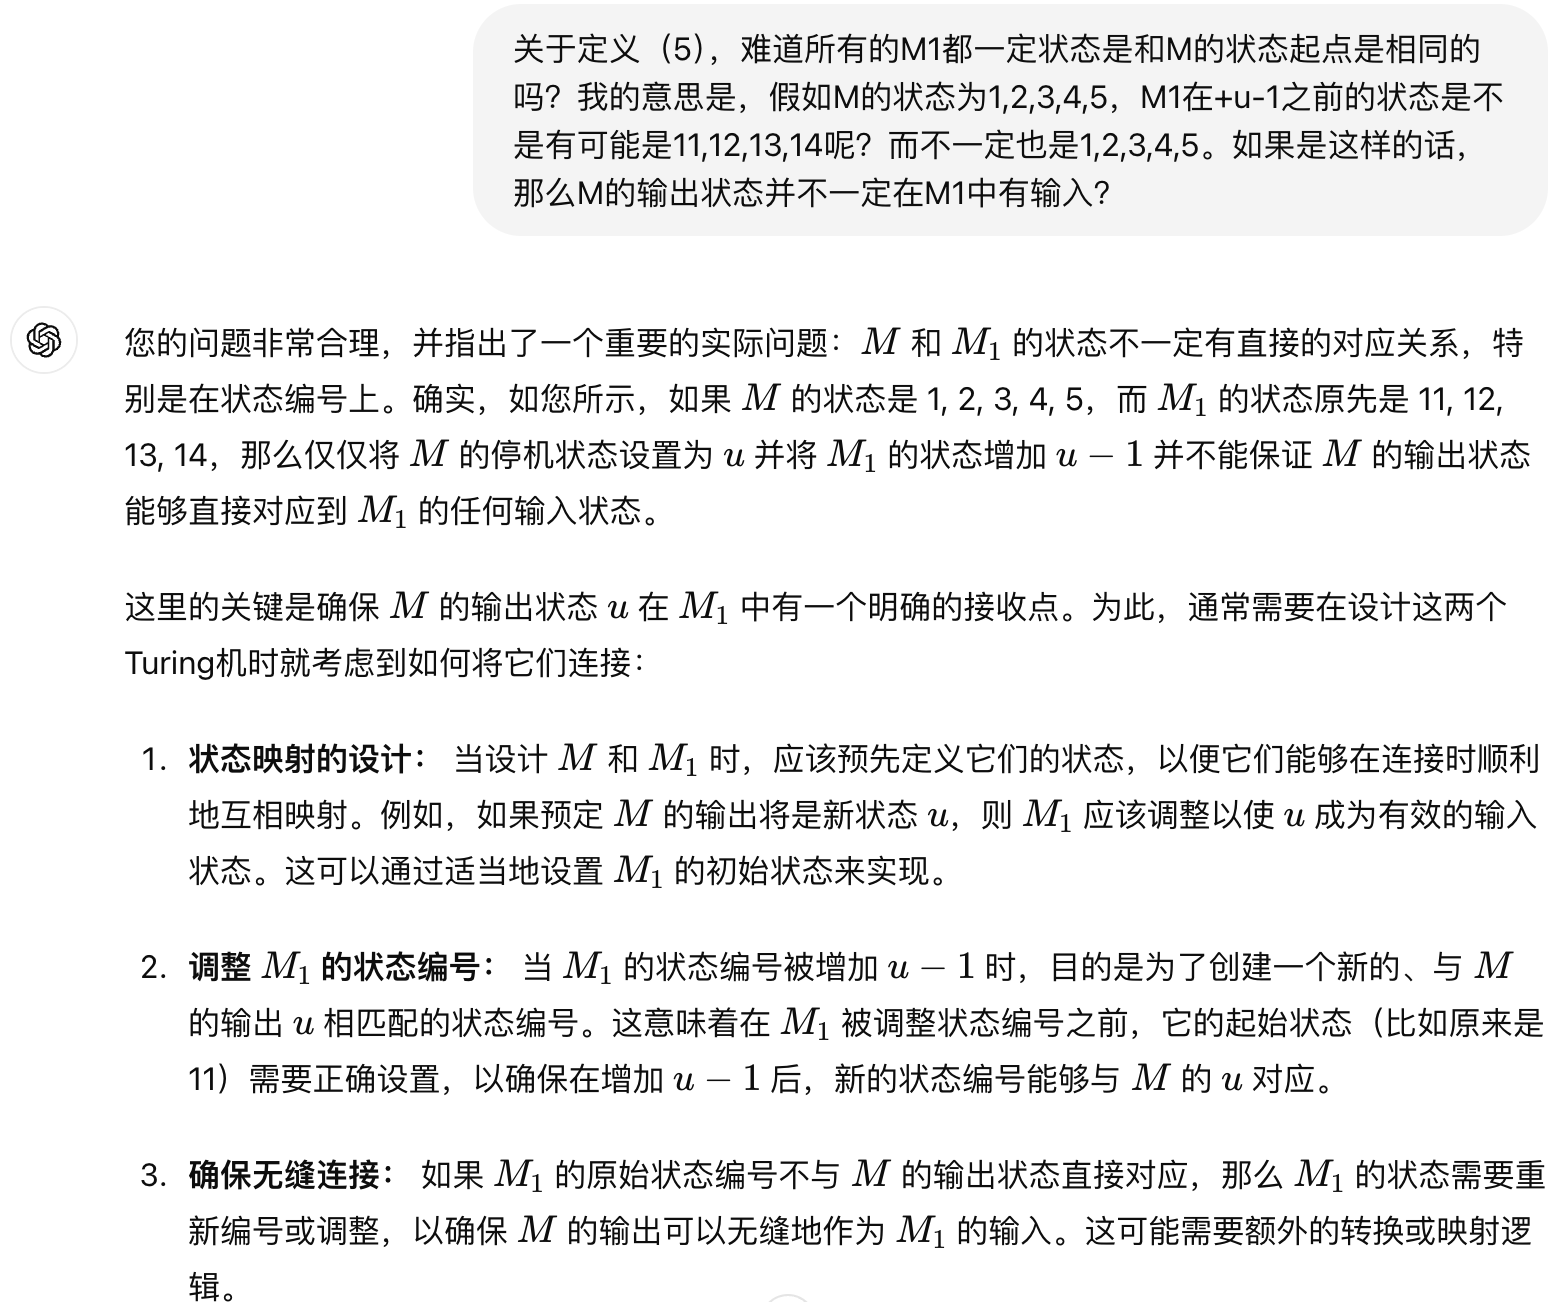 关于定义（5），难道所有的M1都一定状态是和M的状态起点是相同的
吗？我的意思是，假如M的状态为1,2,3,4,5，M1在+u-1之前的状态是不
是有可能是11,12,13,14呢？而不一定也是1,2,3,4,5。如果是这样的话，
那么M的输出状态并不一定在M1中有输入？
您的问题非常合理，并指出了一个重要的实际问题：M 和 M₁ 的状态不一定有直接的对应关系，特
别是在状态编号上。确实，如您所示，如果 M 的状态是 1, 2, 3, 4, 5，而 M₁ 的状态原先是 11, 12,
13, 14，那么仅仅将 M 的停机状态设置为 u 并将 M₁ 的状态增加 u − 1 并不能保证 M 的输出状态
能够直接对应到 M₁ 的任何输入状态。
这里的关键是确保 M 的输出状态 u 在 M₁ 中有一个明确的接收点。为此，通常需要在设计这两个
Turing机时就考虑到如何将它们连接：
1. 状态映射的设计： 当设计 M 和 M₁ 时，应该预先定义它们的状态，以便它们能够在连接时顺利
地互相映射。例如，如果预定 M 的输出将是新状态 u，则 M₁ 应该调整以使 u 成为有效的输入
状态。这可以通过适当地设置 M₁ 的初始状态来实现。
2. 调整 M₁ 的状态编号： 当 M₁ 的状态编号被增加 u − 1 时，目的是为了创建一个新的、与 M
的输出 u 相匹配的状态编号。这意味着在 M₁ 被调整状态编号之前，它的起始状态（比如原来是
11）需要正确设置，以确保在增加 u − 1 后，新的状态编号能够与 M 的 u 对应。
3. 确保无缝连接： 如果 M₁ 的原始状态编号不与 M 的输出状态直接对应，那么 M₁ 的状态需要重
新编号或调整，以确保 M 的输出可以无缝地作为 M₁ 的输入。这可能需要额外的转换或映射逻
辑。